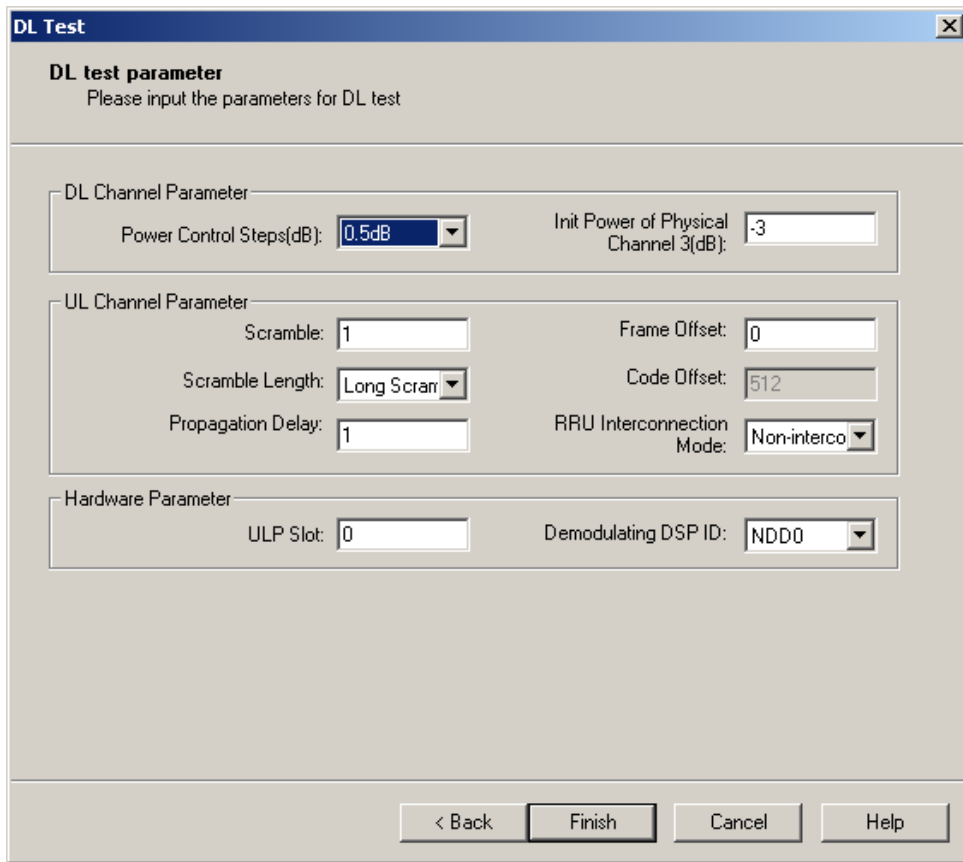 DL Test
DL test parameter
Please input the parameters for DL test
DL Channel Parameter
Power Control Steps(dB): 0.5dB
Init Power of Physical
Channel 3(dB): -3
UL Channel Parameter
Scramble: 1
Frame Offset: 0
Scramble Length: Long Scram
Code Offset: 512
Propagation Delay: 1
RRU Interconnection
Mode: Non-interco
Hardware Parameter
ULP Slot: 0
Demodulating DSP ID: NDD0
< Back
Finish
Cancel
Help